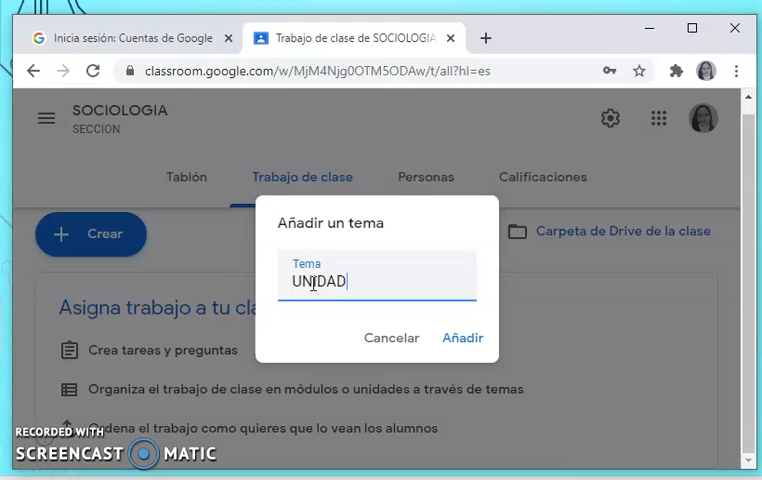 Inicia sesión: Cuentas de Google
Trabajo de clase de SOCIOLOGIA
classroom.google.com/w/MjM4Njg0OTM5ODAw/t/all?hl=es
SOCIOLOGIA
SECCION
Tablón
Trabajo de clase
Personas
Calificaciones
Crear
Carpeta de Drive de la clase
Añadir un tema
Tema
UNIDAD
Cancelar
Añadir
Asigna trabajo a tu cl
Crea tareas y preguntas
Organiza el trabajo de clase en módulos o unidades a través de temas
Ordena el trabajo como quieres que lo vean los alumnos
RECORDED WITH
SCREENCAST MATIC